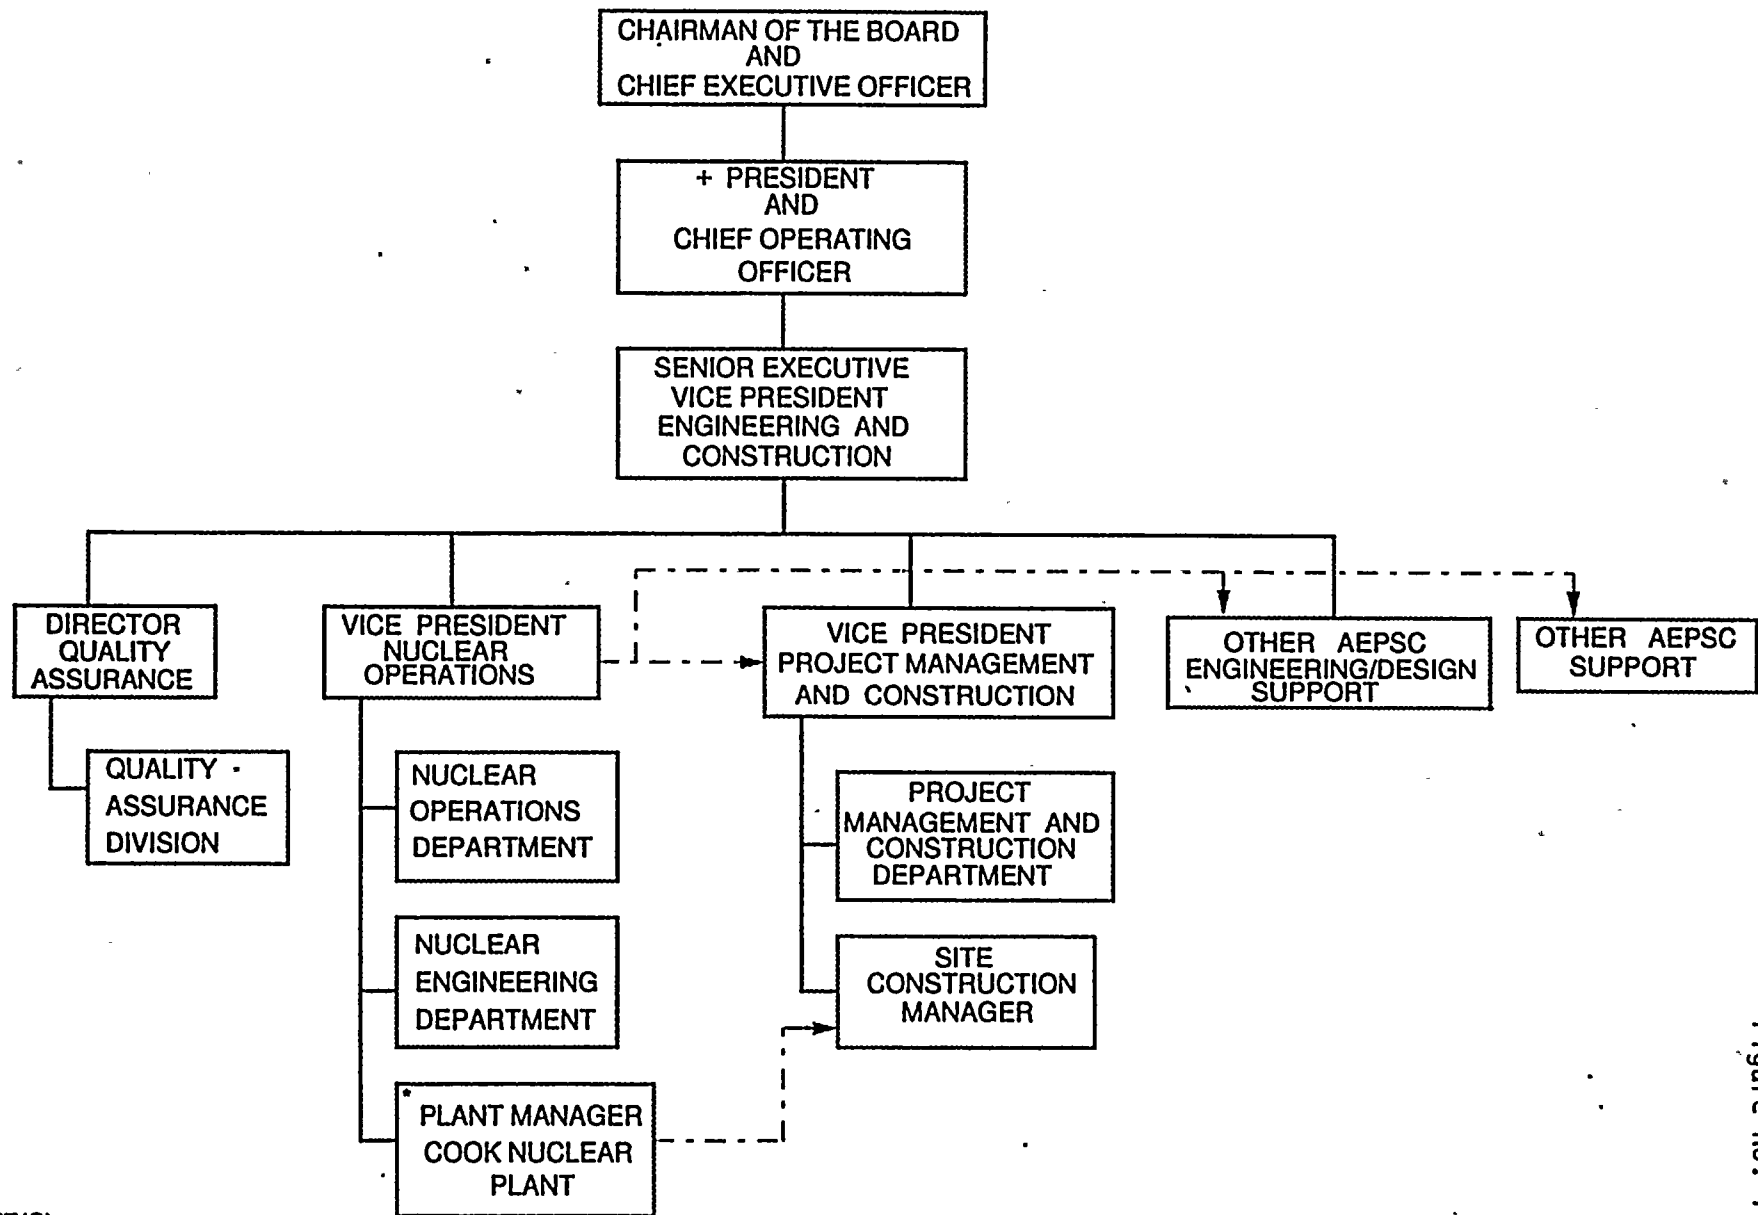 CHAIRMAN OF THE BOARD
AND
CHIEF EXECUTIVE OFFICER
+ PRESIDENT
AND
CHIEF OPERATING
OFFICER
SENIOR EXECUTIVE
VICE PRESIDENT
ENGINEERING AND
CONSTRUCTION
DIRECTOR
QUALITY
ASSURANCE
VICE PRESIDENT
NUCLEAR
OPERATIONS
VICE PRESIDENT
PROJECT MANAGEMENT
AND CONSTRUCTION
OTHER AEPSC
ENGINEERING/DESIGN
SUPPORT
OTHER AEPSC
SUPPORT
QUALITY
ASSURANCE
DIVISION
NUCLEAR
OPERATIONS
DEPARTMENT
PROJECT
MANAGEMENT AND
CONSTRUCTION
DEPARTMENT
NUCLEAR
ENGINEERING
DEPARTMENT
SITE
CONSTRUCTION
MANAGER
* PLANT MANAGER
COOK NUCLEAR
PLANT